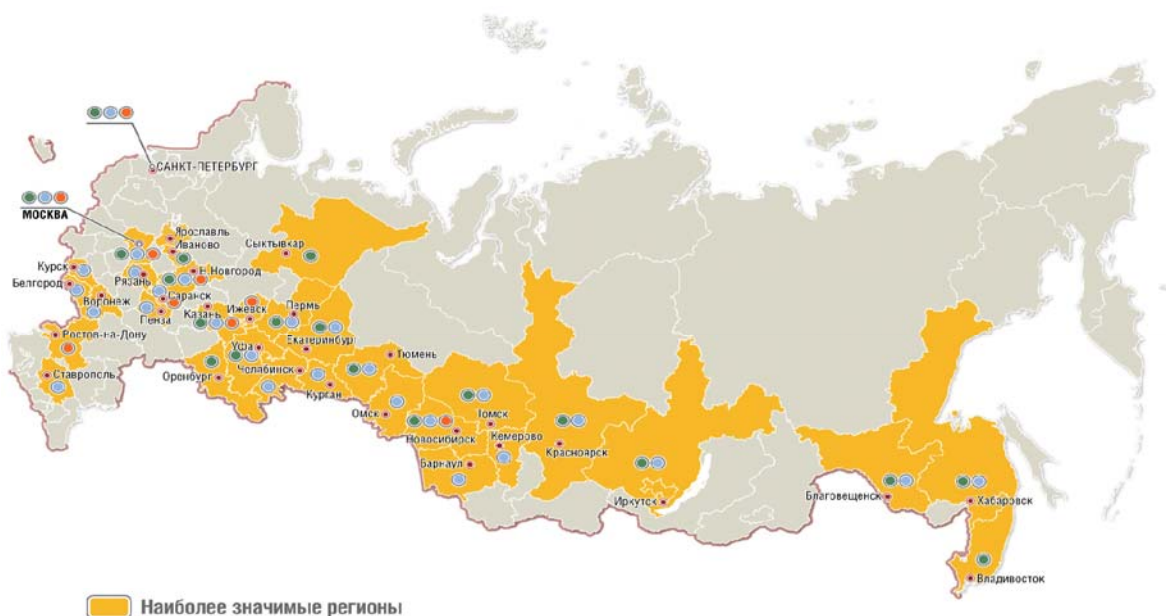 САНКТ-ПЕТЕРБУРГ
МОСКВА
Ярославль
Иваново
Сыктывкар
Курск
Н.Новгород
Белгород
Рязань
Воронеж
Саранск
Ижевск
Пермь
Пенза
Казань
Ростов-на-Дону
Екатеринбург
Уфа
Тюмень
Ставрополь
Оренбург
Челябинск
Курган
Омск
Томск
Новосибирск
Кемерово
Красноярск
Барнаул
Иркутск
Благовещенск
Хабаровск
Владивосток
Наиболее значимые регионы